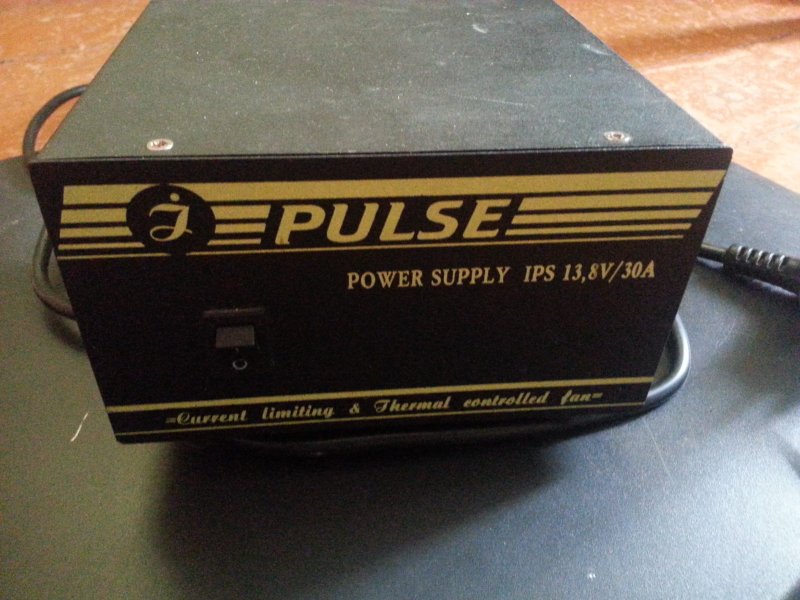 i PULSE
POWER SUPPLY IPS 13,8V/30A
=Current limiting & Thermal controlled fan=